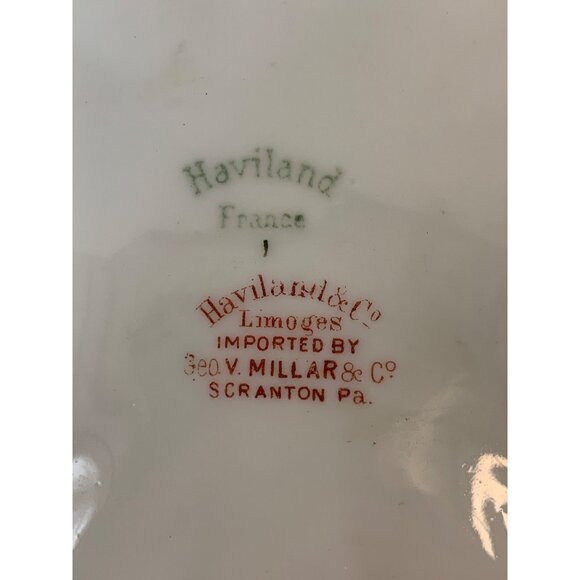 Haviland
France
Haviland & Co
Limoges
IMPORTED BY
Geo. V. MILLAR & Co
SCRANTON Pa.